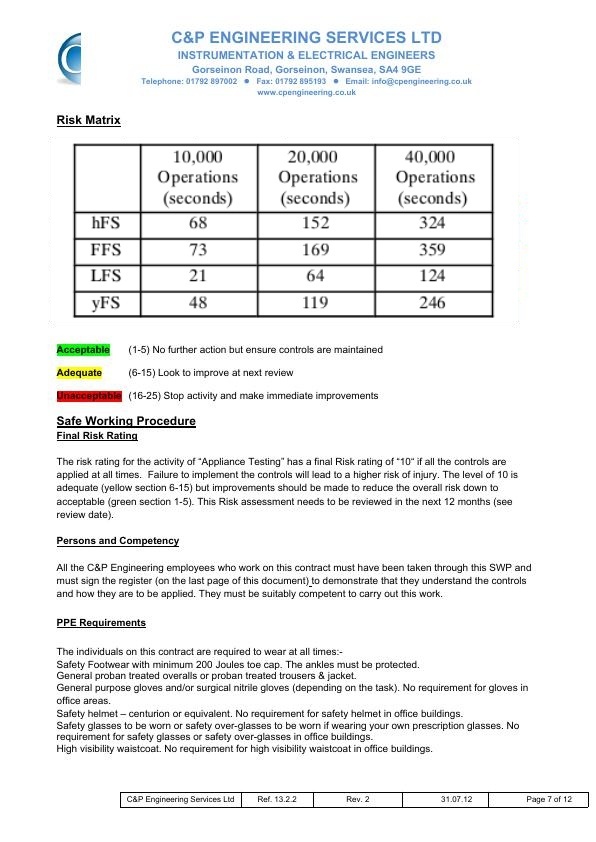 C&P ENGINEERING SERVICES LTD
INSTRUMENTATION & ELECTRICAL ENGINEERS
Gorseinon Road, Gorseinon, Swansea, SA4 9GE
Telephone: 01792 897002 ● Fax: 01792 895193 ● Email: info@cpengineering.co.uk
www.cpengineering.co.uk
Risk Matrix
10,000 Operations (seconds) 20,000 Operations (seconds) 40,000 Operations (seconds)
hFS 68 152 324
FFS 73 169 359
LFS 21 64 124
yFS 48 119 246
Acceptable (1-5) No further action but ensure controls are maintained
Adequate (6-15) Look to improve at next review
Unacceptable (16-25) Stop activity and make immediate improvements
Safe Working Procedure
Final Risk Rating
The risk rating for the activity of “Appliance Testing” has a final Risk rating of “10“ if all the controls are
applied at all times.  Failure to implement the controls will lead to a higher risk of injury. The level of 10 is
adequate (yellow section 6-15) but improvements should be made to reduce the overall risk down to
acceptable (green section 1-5). This Risk assessment needs to be reviewed in the next 12 months (see
review date).
Persons and Competency
All the C&P Engineering employees who work on this contract must have been taken through this SWP and
must sign the register (on the last page of this document) to demonstrate that they understand the controls
and how they are to be applied. They must be suitably competent to carry out this work.
PPE Requirements
The individuals on this contract are required to wear at all times:-
Safety Footwear with minimum 200 Joules toe cap. The ankles must be protected.
General proban treated overalls or proban treated trousers & jacket.
General purpose gloves and/or surgical nitrile gloves (depending on the task). No requirement for gloves in
office areas.
Safety helmet – centurion or equivalent. No requirement for safety helmet in office buildings.
Safety glasses to be worn or safety over-glasses to be worn if wearing your own prescription glasses. No
requirement for safety glasses or safety over-glasses in office buildings.
High visibility waistcoat. No requirement for high visibility waistcoat in office buildings.
C&P Engineering Services Ltd Ref. 13.2.2 Rev. 2 31.07.12 Page 7 of 12